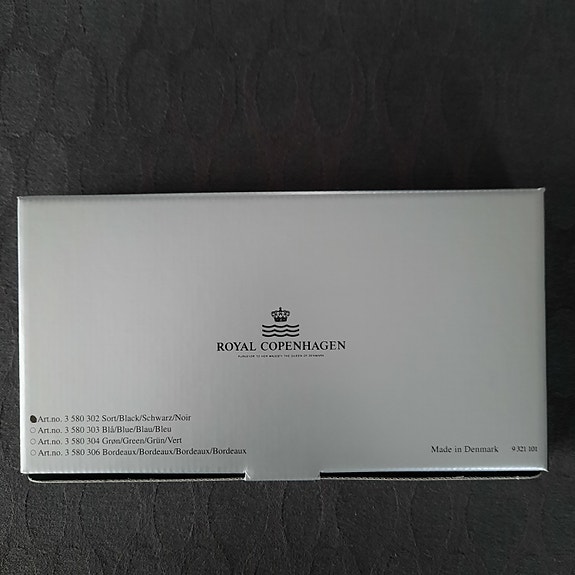 ROYAL COPENHAGEN
PURVEYOR TO HER MAJESTY THE QUEEN OF DENMARK
Art.no. 3 580 302 Sort/Black/Schwarz/Noir
Art.no. 3 580 303 Blå/Blue/Blau/Bleu
Art.no. 3 580 304 Grøn/Green/Grün/Vert
Art.no. 3 580 306 Bordeaux/Bordeaux/Bordeaux/Bordeaux
Made in Denmark 9 321 101